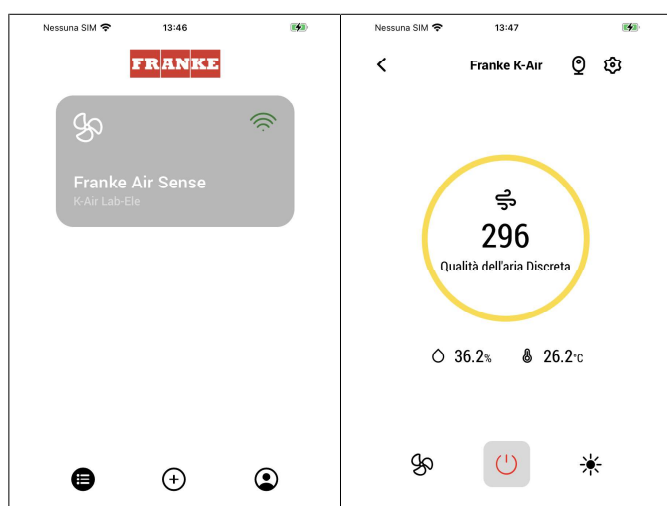 Nessuna SIM 13:46
FRANKE
Franke Air Sense
K-Air Lab-Ele
Nessuna SIM 13:47
Franke K-Air
296
Qualità dell'aria Discreta
36.2% 26.2°C